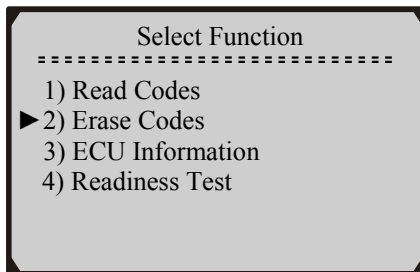 Select Function
1) Read Codes
►2) Erase Codes
3) ECU Information
4) Readiness Test